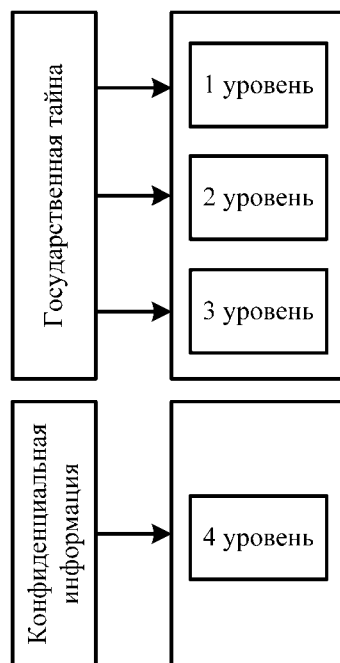 Государственная тайна
1 уровень
2 уровень
3 уровень
Конфиденциальная
информация
4 уровень